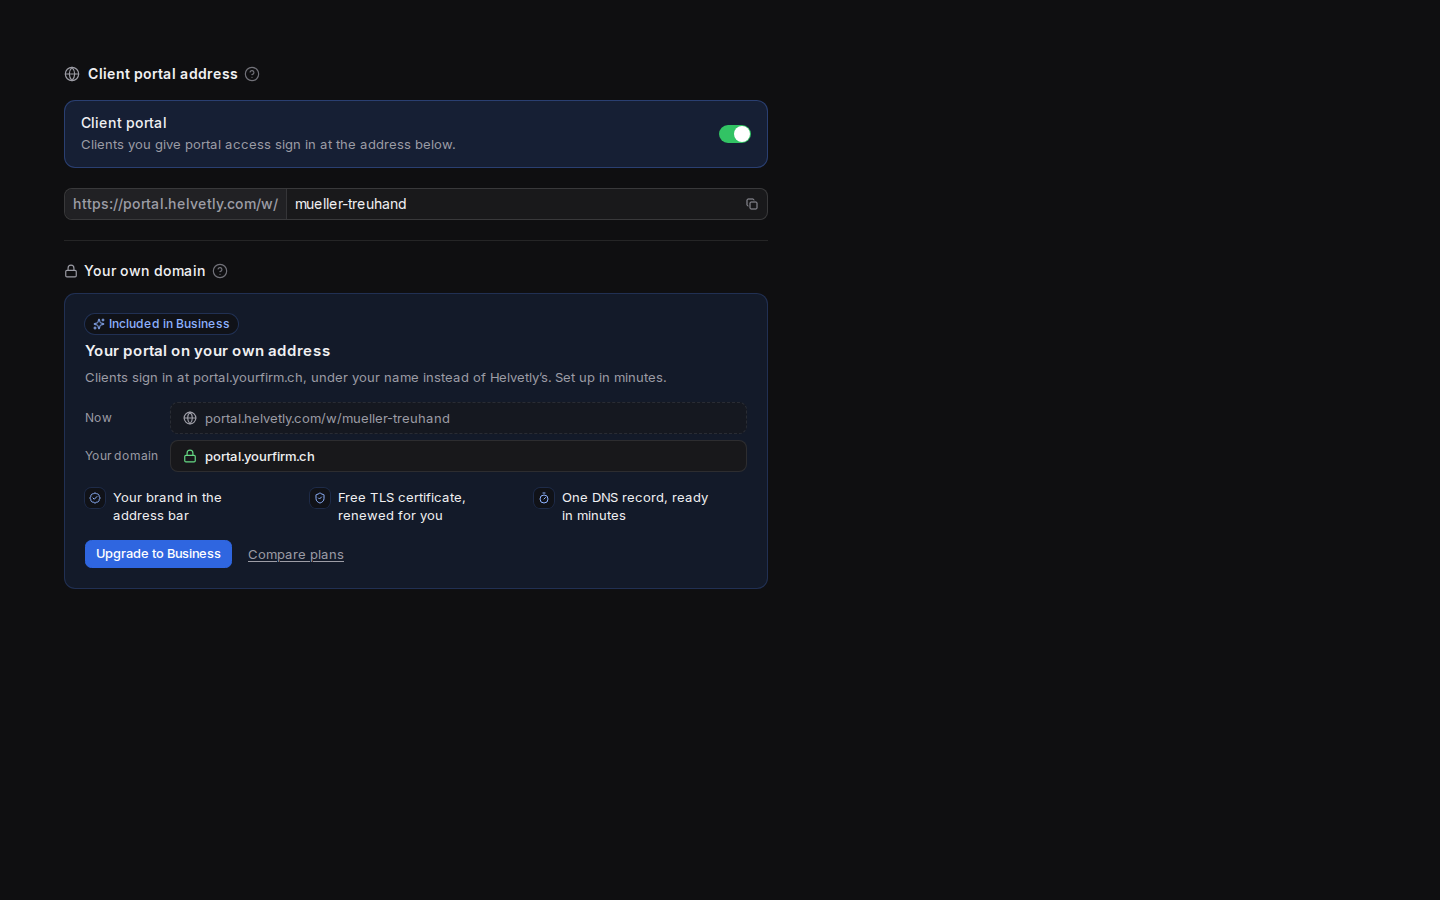 Client portal address
Client portal
Clients you give portal access sign in at the address below.
https://portal.helvetly.com/w/ mueller-treuhand
Your own domain
Included in Business
Your portal on your own address
Clients sign in at portal.yourfirm.ch, under your name instead of Helvetly’s. Set up in minutes.
Now portal.helvetly.com/w/mueller-treuhand
Your domain portal.yourfirm.ch
Your brand in the
address bar
Free TLS certificate,
renewed for you
One DNS record, ready
in minutes
Upgrade to Business Compare plans